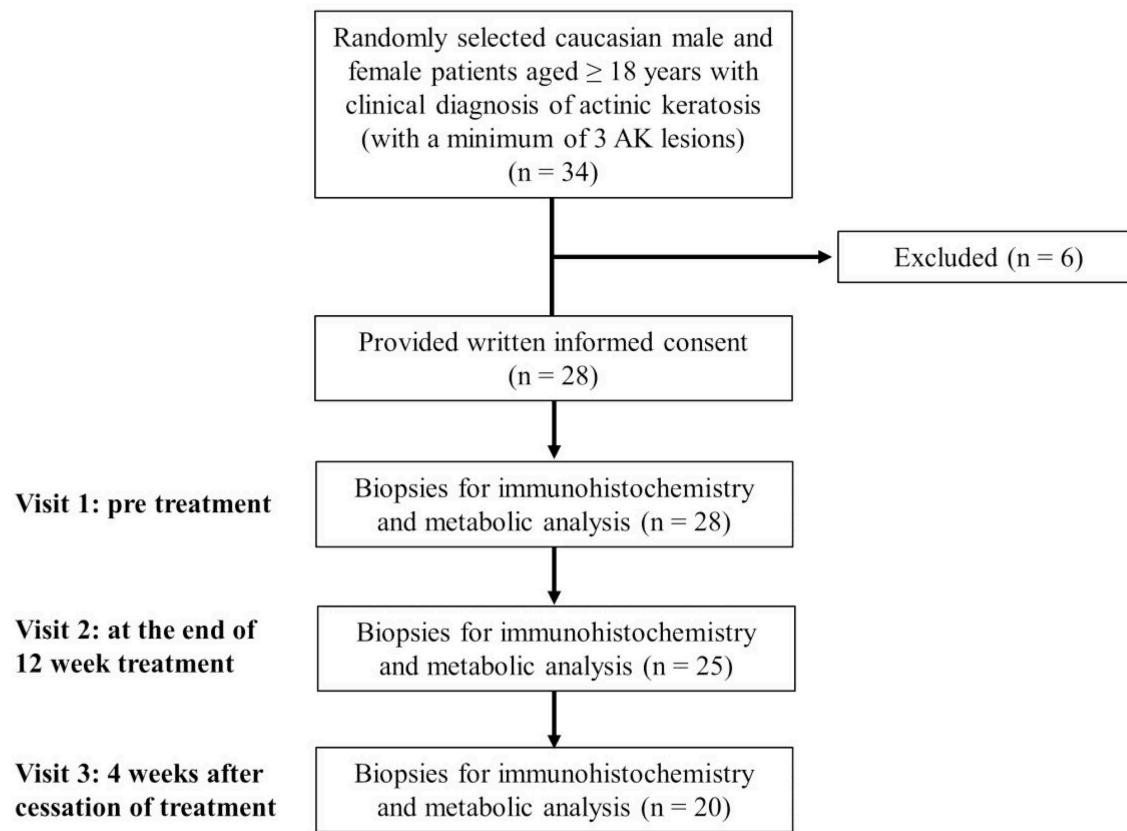 Randomly selected caucasian male and
female patients aged ≥ 18 years with
clinical diagnosis of actinic keratosis
(with a minimum of 3 AK lesions)
(n = 34)
Excluded (n = 6)
Provided written informed consent
(n = 28)
Visit 1: pre treatment
Biopsies for immunohistochemistry
and metabolic analysis (n = 28)
Visit 2: at the end of
12 week treatment
Biopsies for immunohistochemistry
and metabolic analysis (n = 25)
Visit 3: 4 weeks after
cessation of treatment
Biopsies for immunohistochemistry
and metabolic analysis (n = 20)